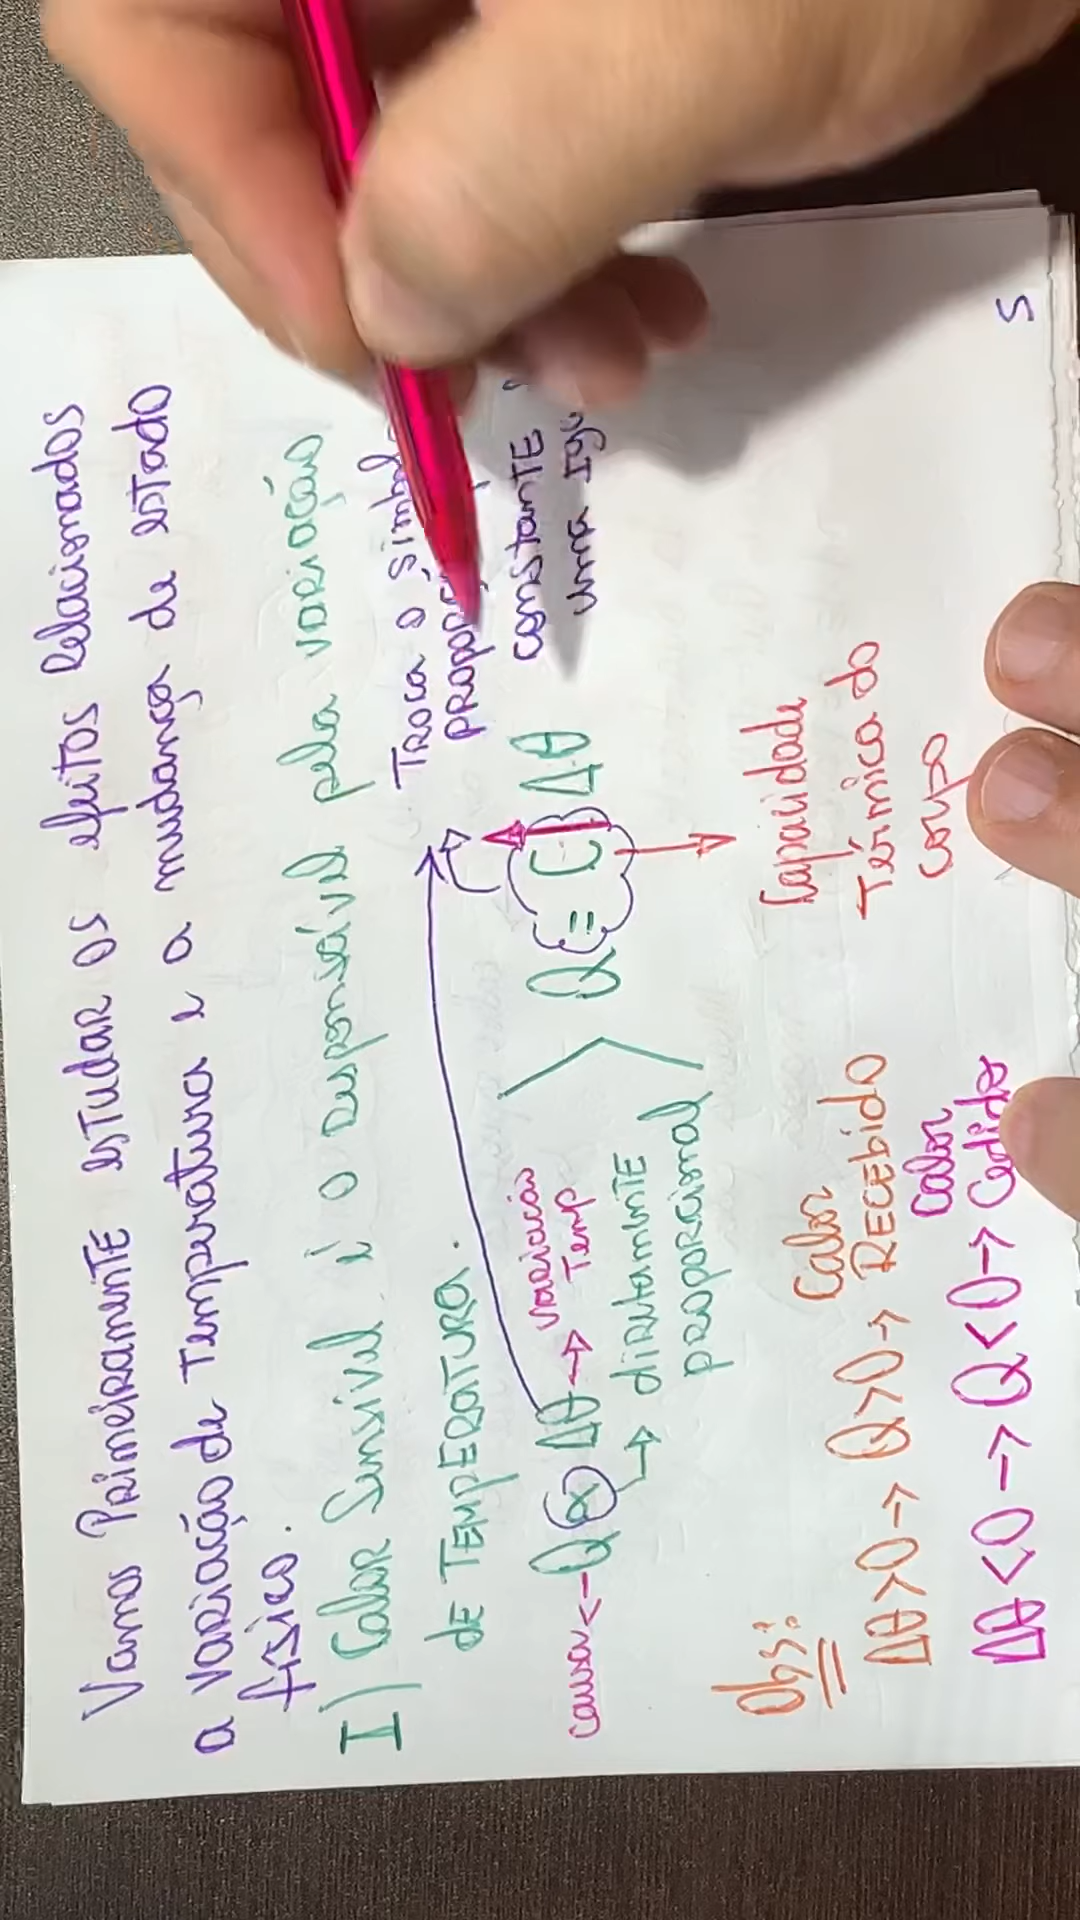 Vamos Primeiramente estudar os efeitos relacionados
a variação de temperatura e a mudança de estado
físico.
I) Calor Sensível é o responsável pela variação
de temperatura.
Troca o
constante
uma
causa <- Q α Δθ -> variação Temp
-> diretamente
proporcional
Q = C Δθ
Capacidade
Térmica do
corpo
Obs:
Δθ > 0 -> Q > 0 -> Calor Recebido
Δθ < 0 -> Q < 0 -> Calor Cedido
5